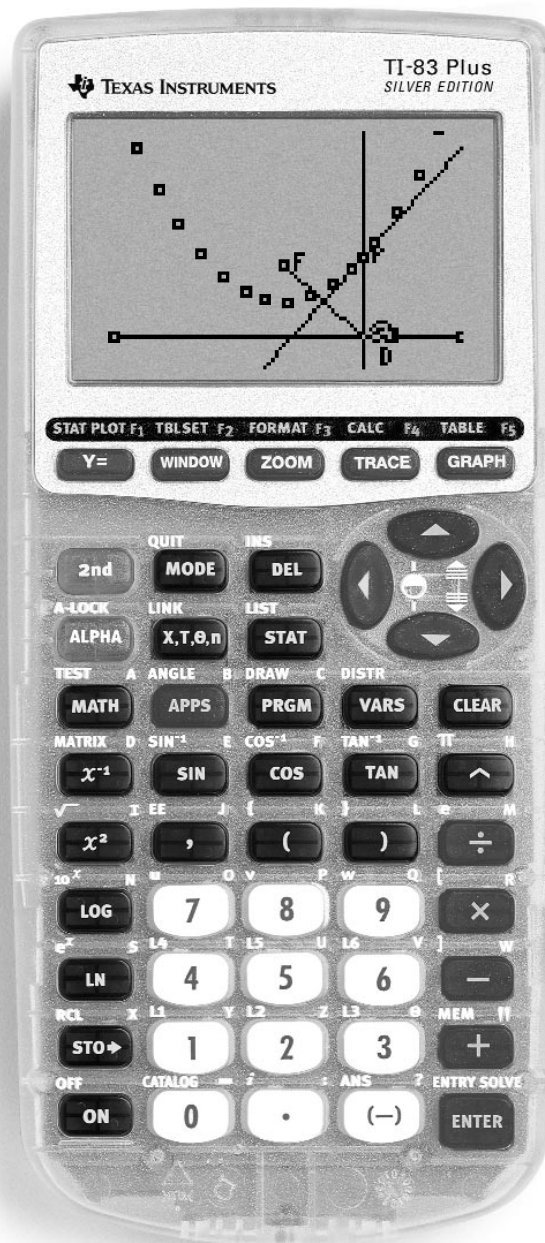 TEXAS INSTRUMENTS
TI-83 Plus
SILVER EDITION
F
P
D
STAT PLOT F1 TBLSET F2 FORMAT F3 CALC F4 TABLE F5
Y= WINDOW ZOOM TRACE GRAPH
QUIT INS
2nd MODE DEL
A-LOCK LINK LIST
ALPHA X,T,θ,n STAT
TEST A ANGLE B DRAW C DISTR
MATH APPS PRGM VARS CLEAR
MATRIX D SIN⁻¹ E COS⁻¹ F TAN⁻¹ G π H
x⁻¹ SIN COS TAN ^
√ I EE J { K } L e M
x² , ( ) ÷
10ˣ N u O v P w Q [ R
LOG 7 8 9 ×
eˣ S L4 T L5 U L6 V ] W
LN 4 5 6 −
RCL X L1 Y L2 Z L3 θ MEM "
STO➔ 1 2 3 +
OFF CATALOG i : ANS ? ENTRY SOLVE
ON 0 . (−) ENTER